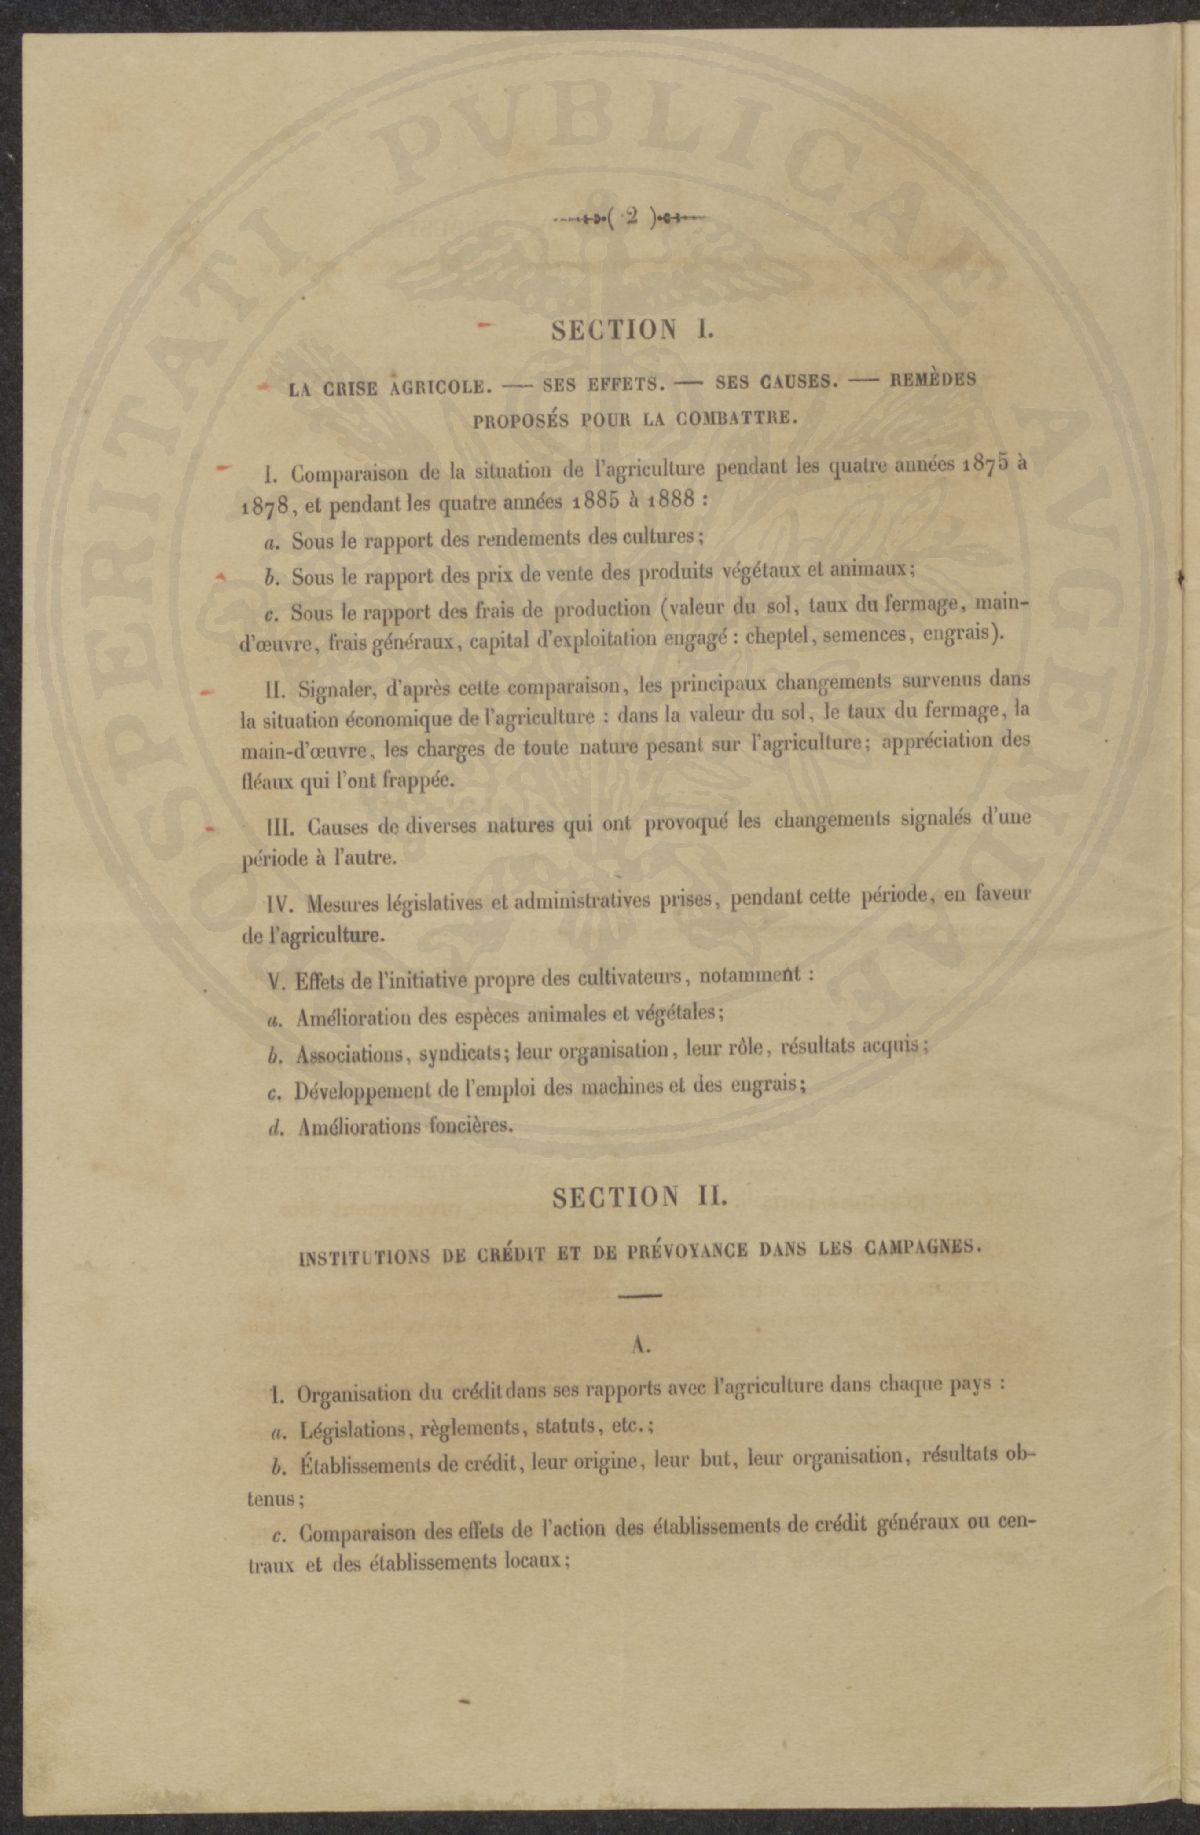 ( 2 )
SECTION I.
LA CRISE AGRICOLE. — SES EFFETS. — SES CAUSES. — REMÈDES
PROPOSÉS POUR LA COMBATTRE.
I. Comparaison de la situation de l'agriculture pendant les quatre années 1875 à
1878, et pendant les quatre années 1885 à 1888 :
a. Sous le rapport des rendements des cultures;
b. Sous le rapport des prix de vente des produits végétaux et animaux;
c. Sous le rapport des frais de production (valeur du sol, taux du fermage, main-
d'œuvre, frais généraux, capital d'exploitation engagé : cheptel, semences, engrais).
II. Signaler, d'après cette comparaison, les principaux changements survenus dans
la situation économique de l'agriculture : dans la valeur du sol, le taux du fermage, la
main-d'œuvre, les charges de toute nature pesant sur l'agriculture; appréciation des
fléaux qui l'ont frappée.
III. Causes de diverses natures qui ont provoqué les changements signalés d'une
période à l'autre.
IV. Mesures législatives et administratives prises, pendant cette période, en faveur
de l'agriculture.
V. Effets de l'initiative propre des cultivateurs, notamment :
a. Amélioration des espèces animales et végétales;
b. Associations, syndicats; leur organisation, leur rôle, résultats acquis;
c. Développement de l'emploi des machines et des engrais;
d. Améliorations foncières.
SECTION II.
INSTITUTIONS DE CRÉDIT ET DE PRÉVOYANCE DANS LES CAMPAGNES.
A.
I. Organisation du crédit dans ses rapports avec l'agriculture dans chaque pays :
a. Législations, règlements, statuts, etc.;
b. Établissements de crédit, leur origine, leur but, leur organisation, résultats ob-
tenus;
c. Comparaison des effets de l'action des établissements de crédit généraux ou cen-
traux et des établissements locaux;
PROSPERITATI PVBLICAE AVGENDAE